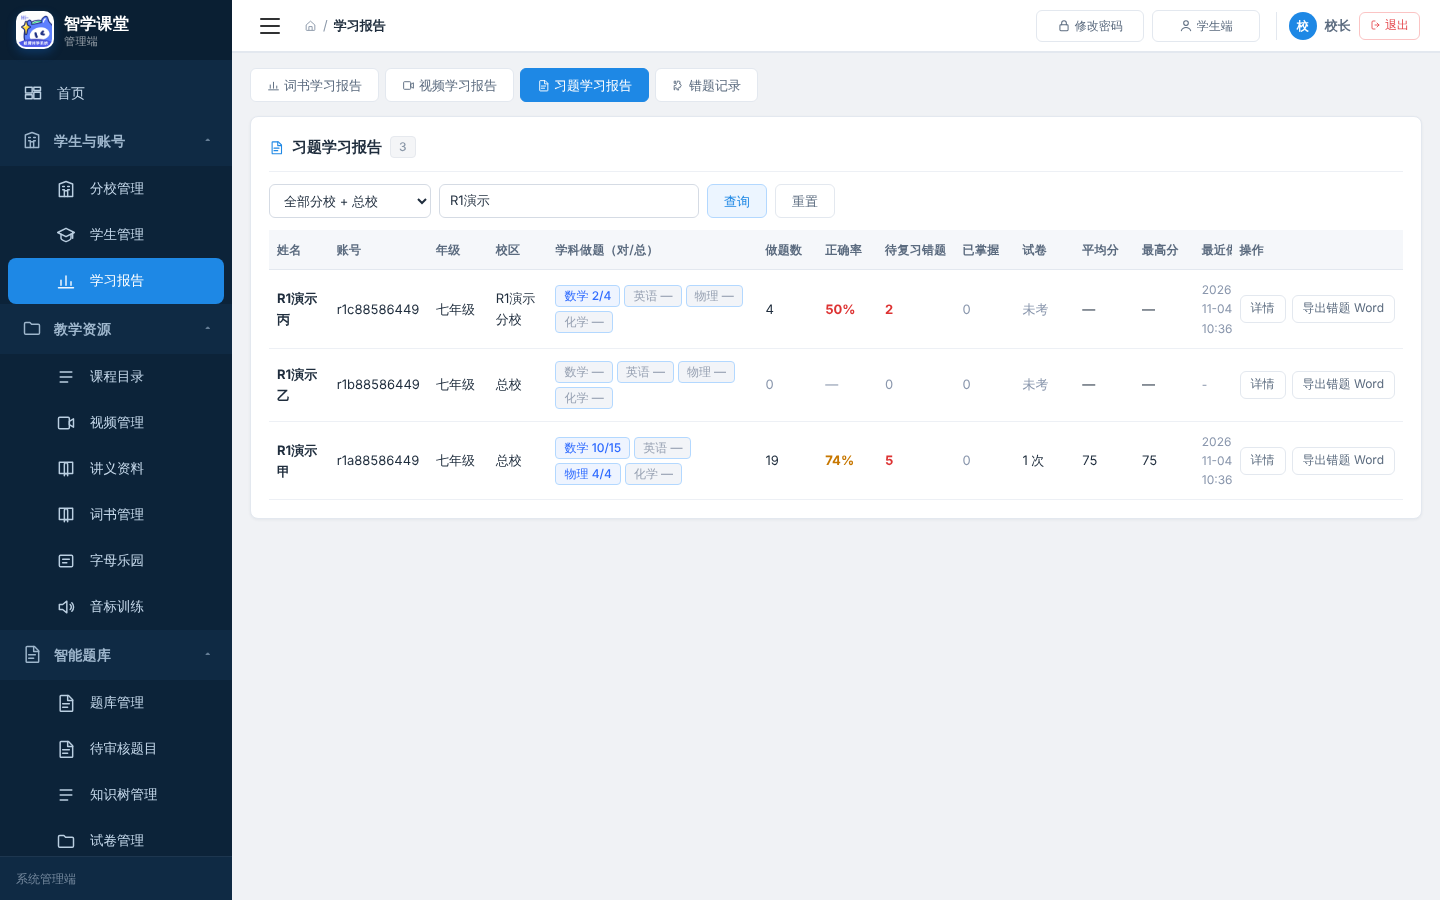 智学课堂
管理端
首页
学生与账号
分校管理
学生管理
学习报告
教学资源
课程目录
视频管理
讲义资料
词书管理
字母乐园
音标训练
智能题库
题库管理
待审核题目
知识树管理
试卷管理
系统管理端
/ 学习报告
修改密码
学生端
校 校长
退出
词书学习报告
视频学习报告
习题学习报告
错题记录
习题学习报告 3
全部分校 + 总校
R1演示
查询
重置
姓名 账号 年级 校区 学科做题（对/总） 做题数 正确率 待复习错题 已掌握 试卷 平均分 最高分 最近 操作
R1演示丙 r1c88586449 七年级 R1演示分校 数学 2/4 英语 — 物理 — 化学 — 4 50% 2 0 未考 — — 2026 11-04 10:36 详情 导出错题 Word
R1演示乙 r1b88586449 七年级 总校 数学 — 英语 — 物理 — 化学 — 0 — 0 0 未考 — — - 详情 导出错题 Word
R1演示甲 r1a88586449 七年级 总校 数学 10/15 英语 — 物理 4/4 化学 — 19 74% 5 0 1 次 75 75 2026 11-04 10:36 详情 导出错题 Word